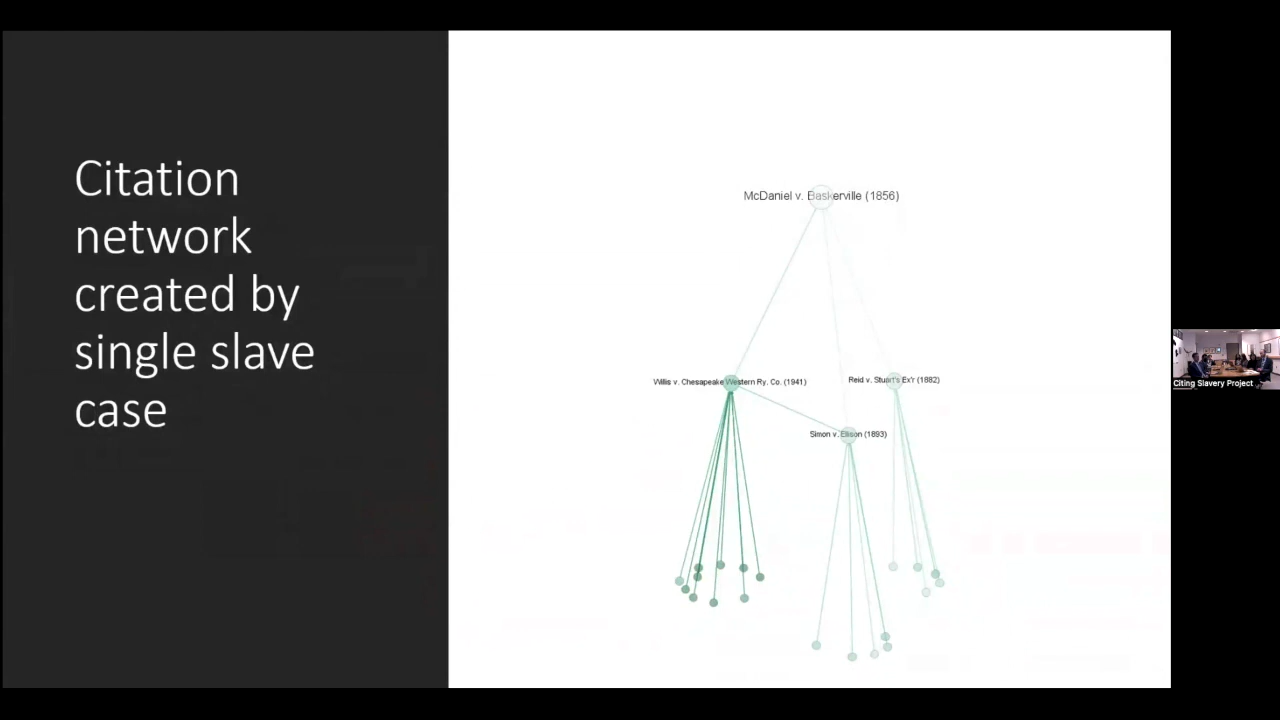 Citation
network
created by
single slave
case
McDaniel v. Baskerville (1856)
Willis v. Chesapeake Western Ry. Co. (1941)
Reid v. Stuart's Ex'r (1882)
Simon v. Ellison (1893)
Citing Slavery Project